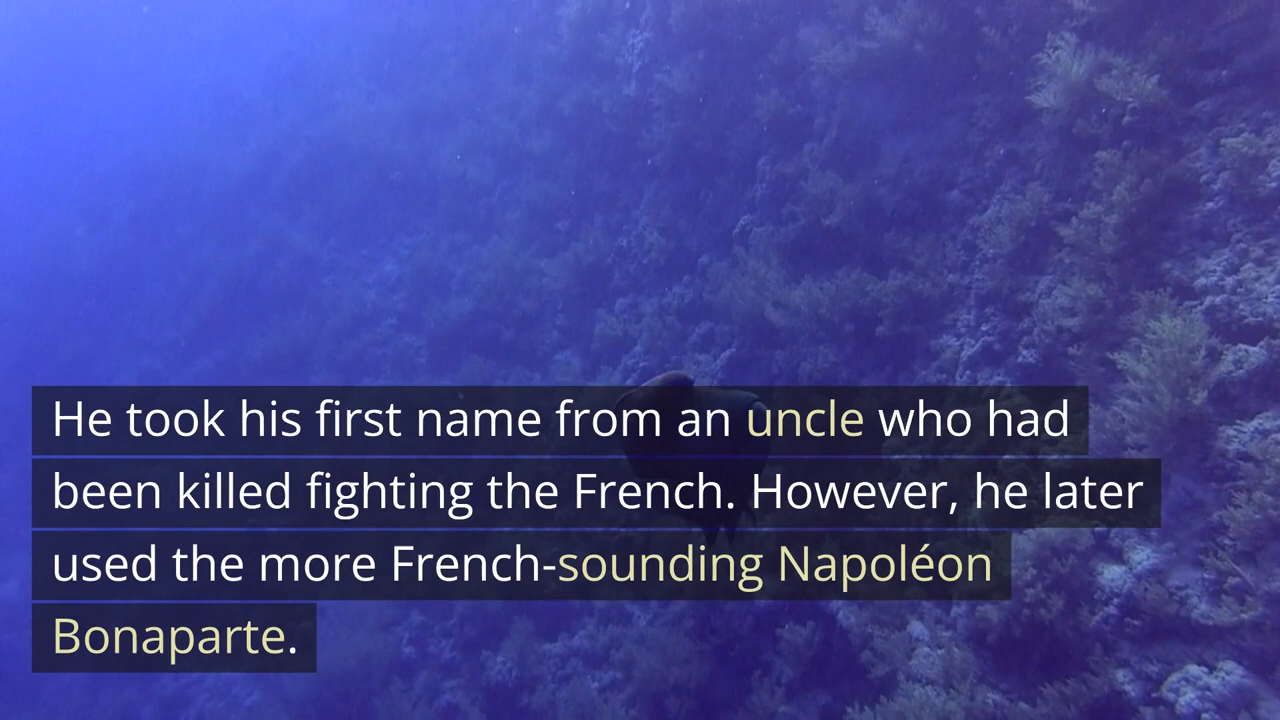 He took his first name from an uncle who had
been killed fighting the French. However, he later
used the more French-sounding Napoléon
Bonaparte.